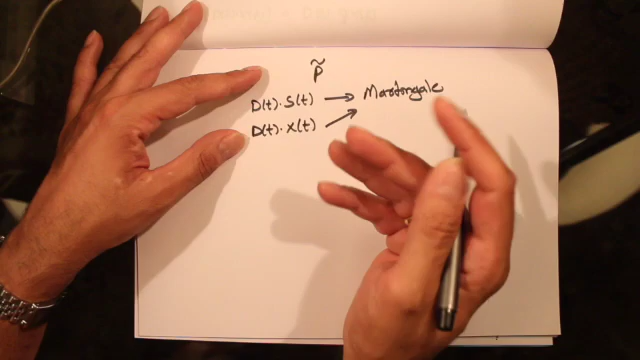 P̃
D(t)·S(t) → Martingale
D(t)·X(t) ↗